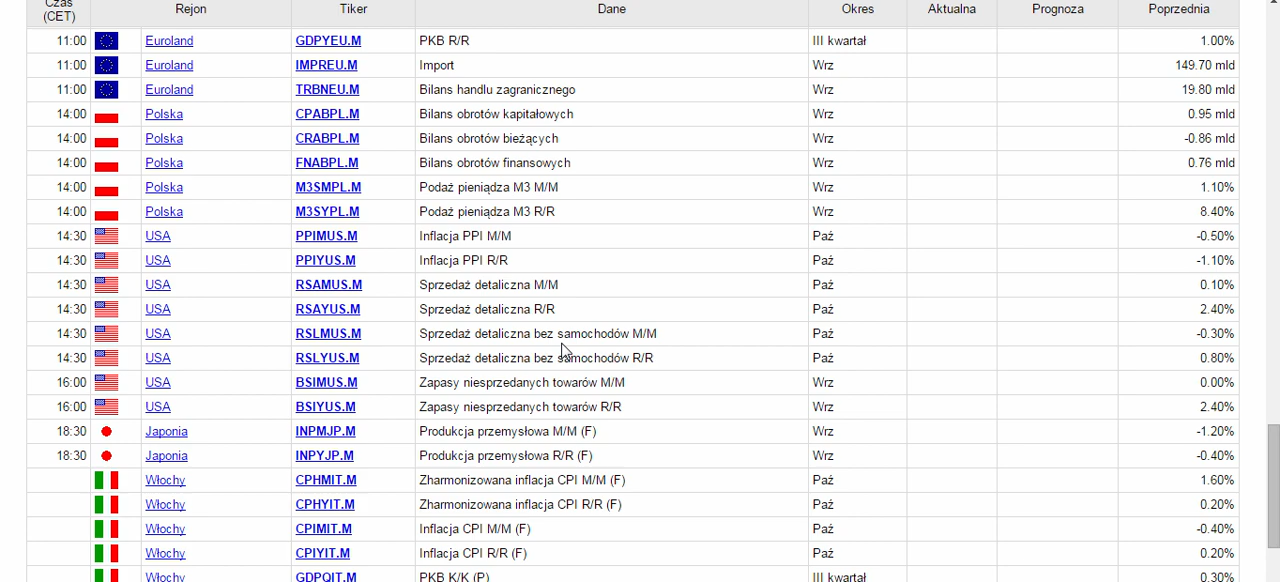 Czas
(CET) Rejon Tiker Dane Okres Aktualna Prognoza Poprzednia
11:00 Euroland GDPYEU.M PKB R/R III kwartał 1.00%
11:00 Euroland IMPREU.M Import Wrz 149.70 mld
11:00 Euroland TRBNEU.M Bilans handlu zagranicznego Wrz 19.80 mld
14:00 Polska CPABPL.M Bilans obrotów kapitałowych Wrz 0.95 mld
14:00 Polska CRABPL.M Bilans obrotów bieżących Wrz -0.86 mld
14:00 Polska FNABPL.M Bilans obrotów finansowych Wrz 0.76 mld
14:00 Polska M3SMPL.M Podaż pieniądza M3 M/M Wrz 1.10%
14:00 Polska M3SYPL.M Podaż pieniądza M3 R/R Wrz 8.40%
14:30 USA PPIMUS.M Inflacja PPI M/M Paź -0.50%
14:30 USA PPIYUS.M Inflacja PPI R/R Paź -1.10%
14:30 USA RSAMUS.M Sprzedaż detaliczna M/M Paź 0.10%
14:30 USA RSAYUS.M Sprzedaż detaliczna R/R Paź 2.40%
14:30 USA RSLMUS.M Sprzedaż detaliczna bez samochodów M/M Paź -0.30%
14:30 USA RSLYUS.M Sprzedaż detaliczna bez samochodów R/R Paź 0.80%
16:00 USA BSIMUS.M Zapasy niesprzedanych towarów M/M Wrz 0.00%
16:00 USA BSIYUS.M Zapasy niesprzedanych towarów R/R Wrz 2.40%
18:30 Japonia INPMJP.M Produkcja przemysłowa M/M (F) Wrz -1.20%
18:30 Japonia INPYJP.M Produkcja przemysłowa R/R (F) Wrz -0.40%
Włochy CPHMIT.M Zharmonizowana inflacja CPI M/M (F) Paź 1.60%
Włochy CPHYIT.M Zharmonizowana inflacja CPI R/R (F) Paź 0.20%
Włochy CPIMIT.M Inflacja CPI M/M (F) Paź -0.40%
Włochy CPIYIT.M Inflacja CPI R/R (F) Paź 0.20%
Włochy GDPQIT.M PKB K/K (P) III kwartał 0.30%